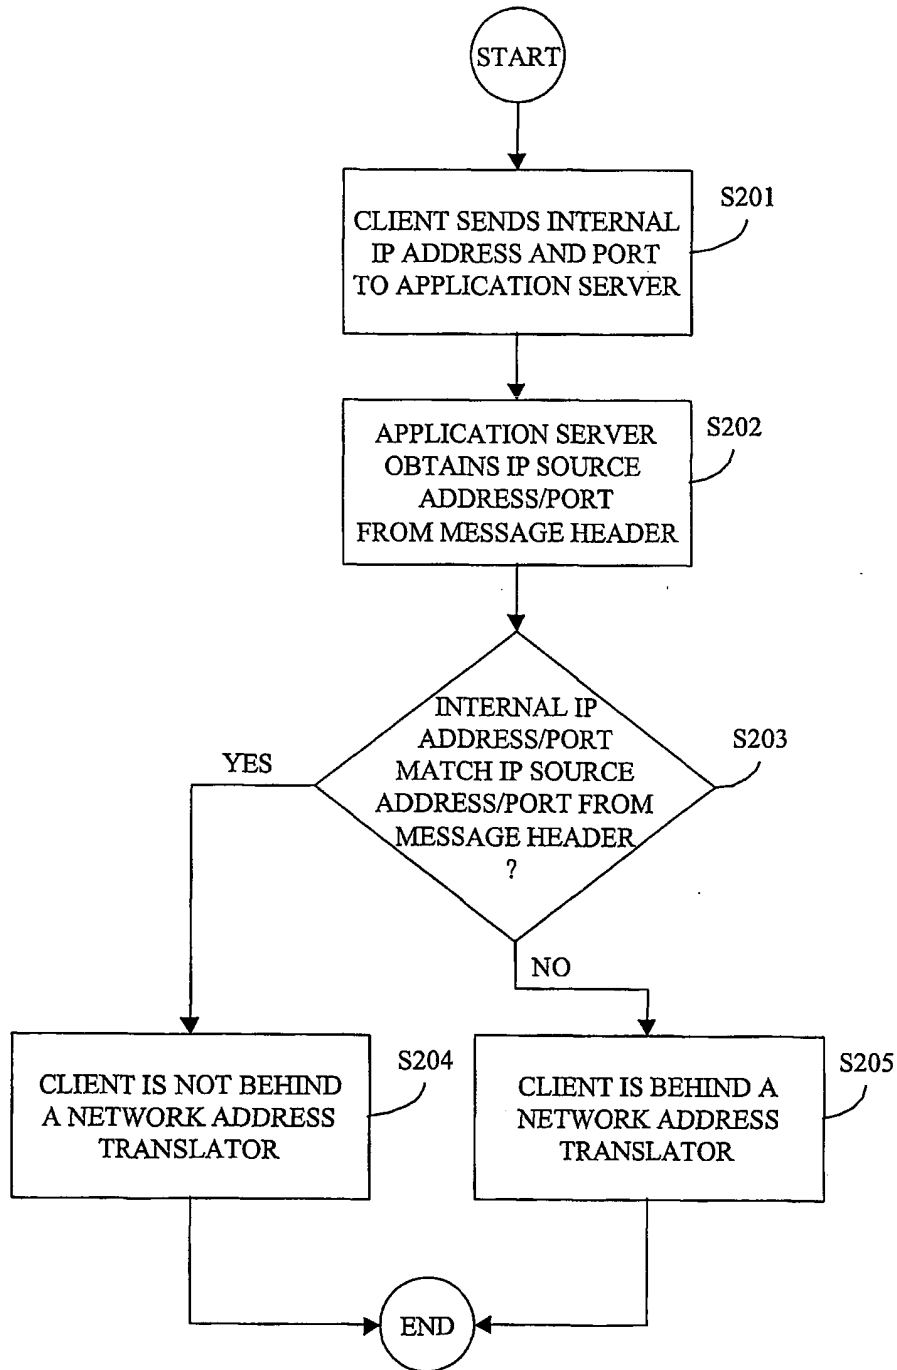 START
CLIENT SENDS INTERNAL
IP ADDRESS AND PORT
TO APPLICATION SERVER
S201
APPLICATION SERVER
OBTAINS IP SOURCE
ADDRESS/PORT
FROM MESSAGE HEADER
S202
INTERNAL IP
ADDRESS/PORT
MATCH IP SOURCE
ADDRESS/PORT FROM
MESSAGE HEADER
?
S203
YES
NO
CLIENT IS NOT BEHIND
A NETWORK ADDRESS
TRANSLATOR
S204
CLIENT IS BEHIND A
NETWORK ADDRESS
TRANSLATOR
S205
END